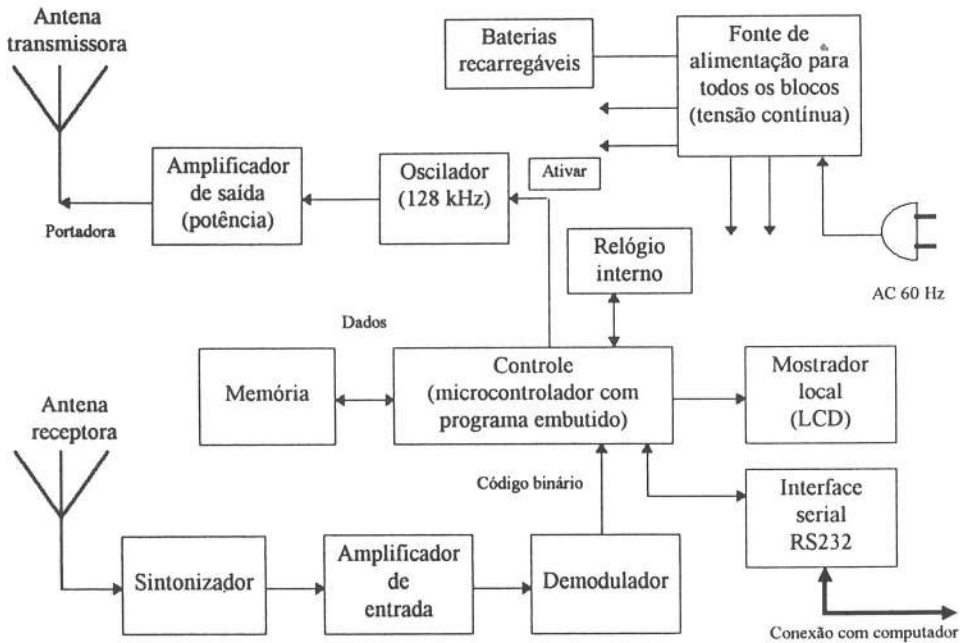 Antena
transmissora
Baterias
recarregáveis
Fonte de
alimentação para
todos os blocos
(tensão contínua)
Amplificador
de saída
(potência)
Oscilador
(128 kHz)
Ativar
Portadora
Relógio
interno
AC 60 Hz
Dados
Memória
Controle
(microcontrolador com
programa embutido)
Mostrador
local
(LCD)
Antena
receptora
Código binário
Interface
serial
RS232
Sintonizador
Amplificador
de
entrada
Demodulador
Conexão com computador